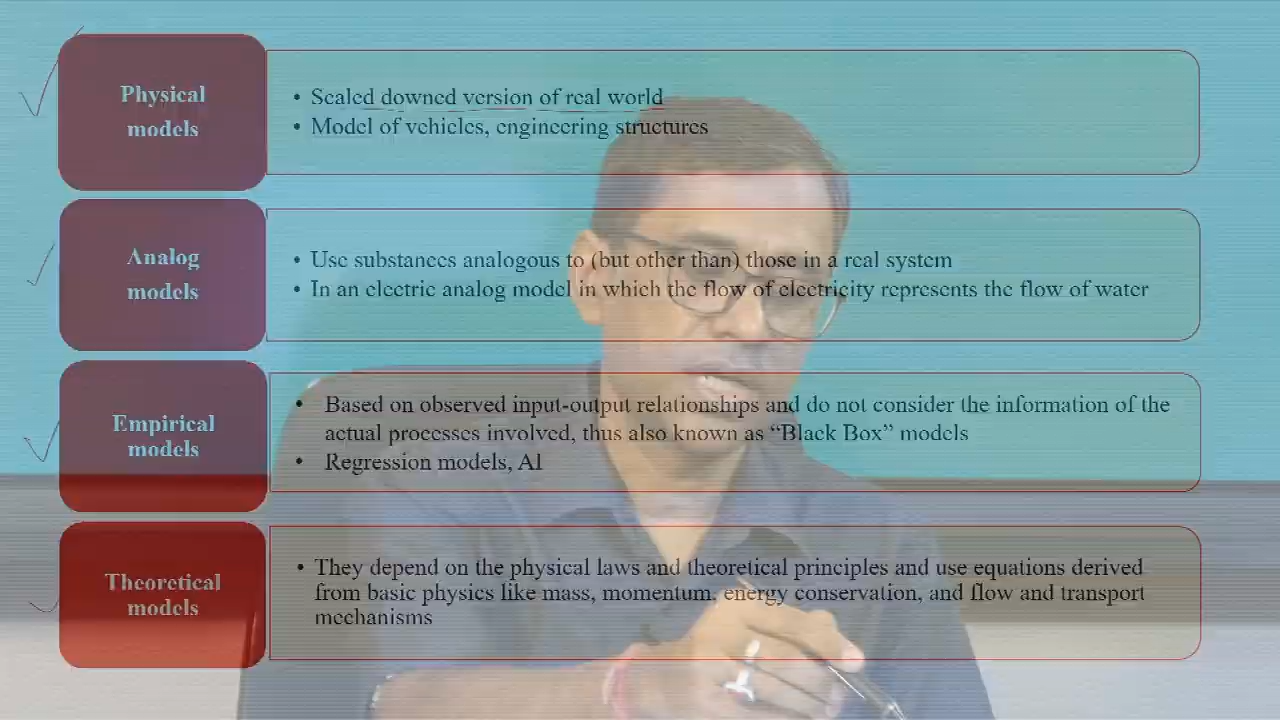 Physical
models
• Scaled downed version of real world
• Model of vehicles, engineering structures
Analog
models
• Use substances analogous to (but other than) those in a real system
• In an electric analog model in which the flow of electricity represents the flow of water
Empirical
models
• Based on observed input-output relationships and do not consider the information of the
actual processes involved, thus also known as “Black Box” models
• Regression models, AI
Theoretical
models
• They depend on the physical laws and theoretical principles and use equations derived
from basic physics like mass, momentum, energy conservation, and flow and transport
mechanisms